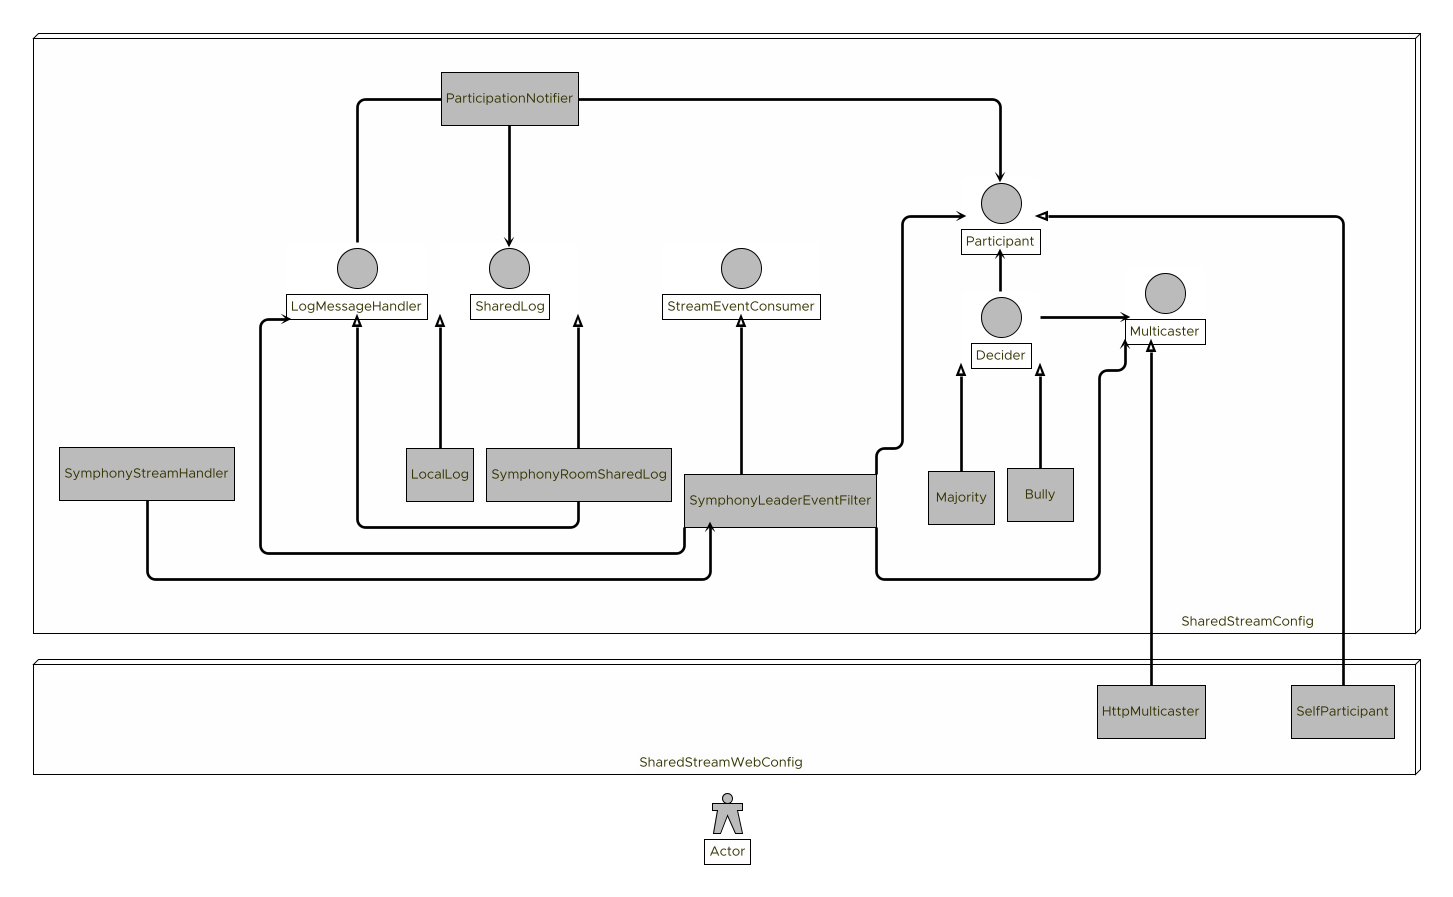 ParticipationNotifier
Participant
LogMessageHandler
SharedLog
StreamEventConsumer
Multicaster
Decider
SymphonyStreamHandler
LocalLog
SymphonyRoomSharedLog
SymphonyLeaderEventFilter
Majority
Bully
SharedStreamConfig
HttpMulticaster
SelfParticipant
SharedStreamWebConfig
Actor